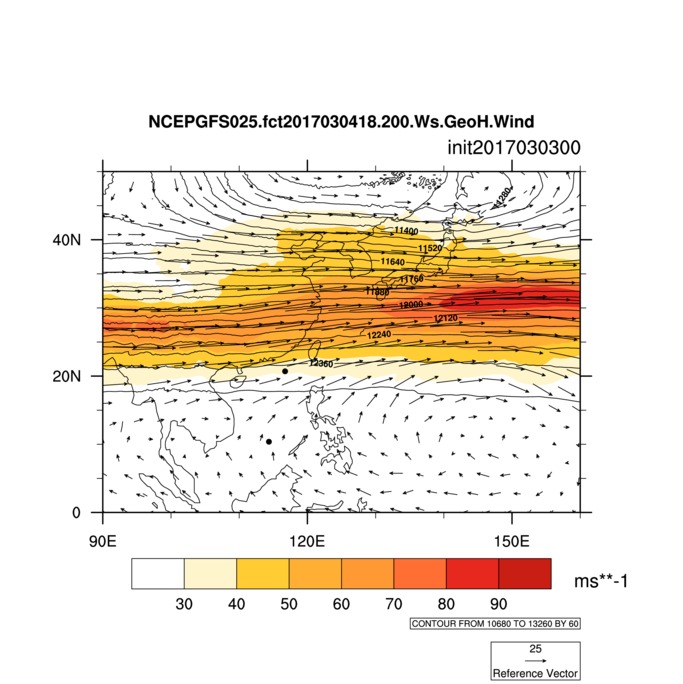 NCEPGFS025.fct2017030418.200.Ws.GeoH.Wind
init2017030300
11280
40N
11400
11520
11640
11760
11880
12000
12120
12240
12360
20N
0
90E 120E 150E
ms**-1
30 40 50 60 70 80 90
CONTOUR FROM 10680 TO 13260 BY 60
25
Reference Vector